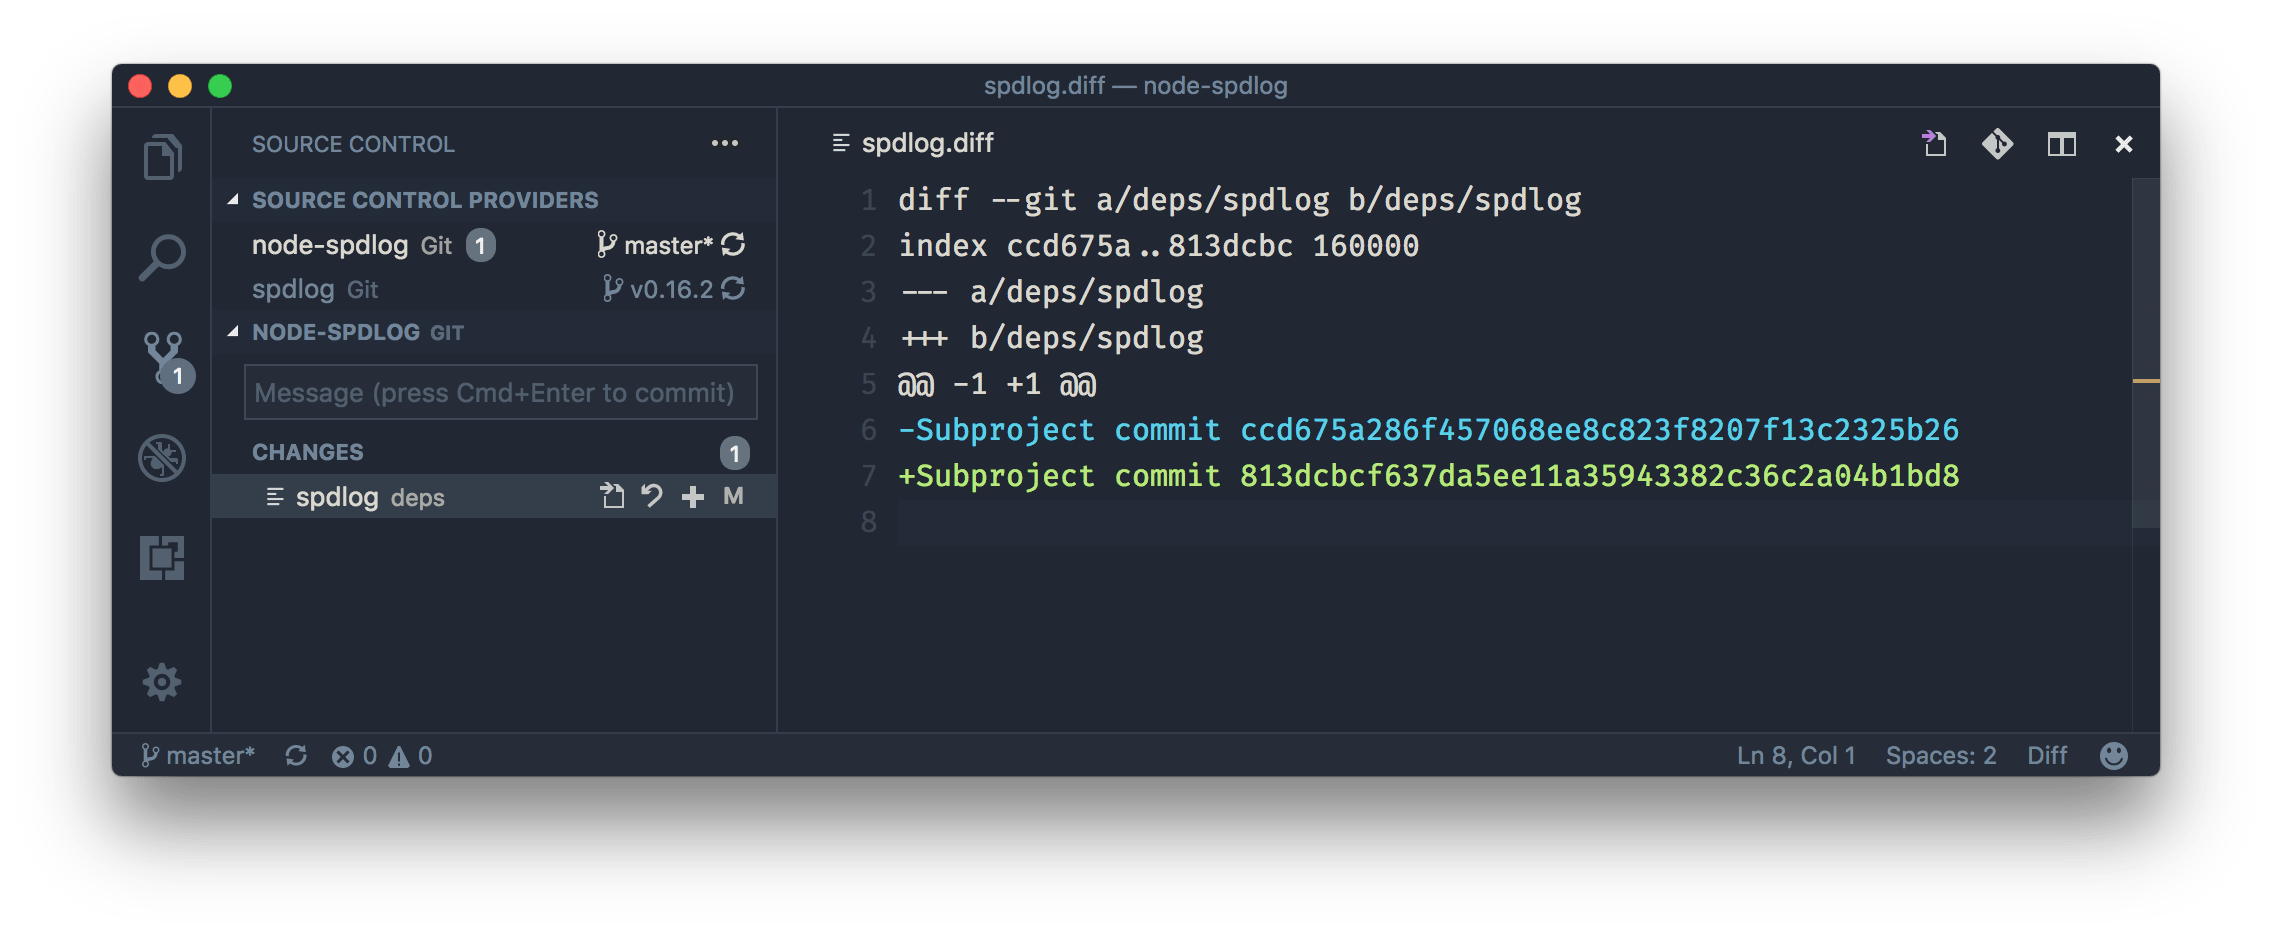 spdlog.diff — node-spdlog
SOURCE CONTROL
SOURCE CONTROL PROVIDERS
node-spdlog Git 1 master*
spdlog Git v0.16.2
NODE-SPDLOG GIT
1
Message (press Cmd+Enter to commit)
CHANGES 1
spdlog deps M
spdlog.diff
1 diff --git a/deps/spdlog b/deps/spdlog
2 index ccd675a..813dcbc 160000
3 --- a/deps/spdlog
4 +++ b/deps/spdlog
5 @@ -1 +1 @@
6 -Subproject commit ccd675a286f457068ee8c823f8207f13c2325b26
7 +Subproject commit 813dcbcf637da5ee11a35943382c36c2a04b1bd8
8
master* 0 0 Ln 8, Col 1 Spaces: 2 Diff